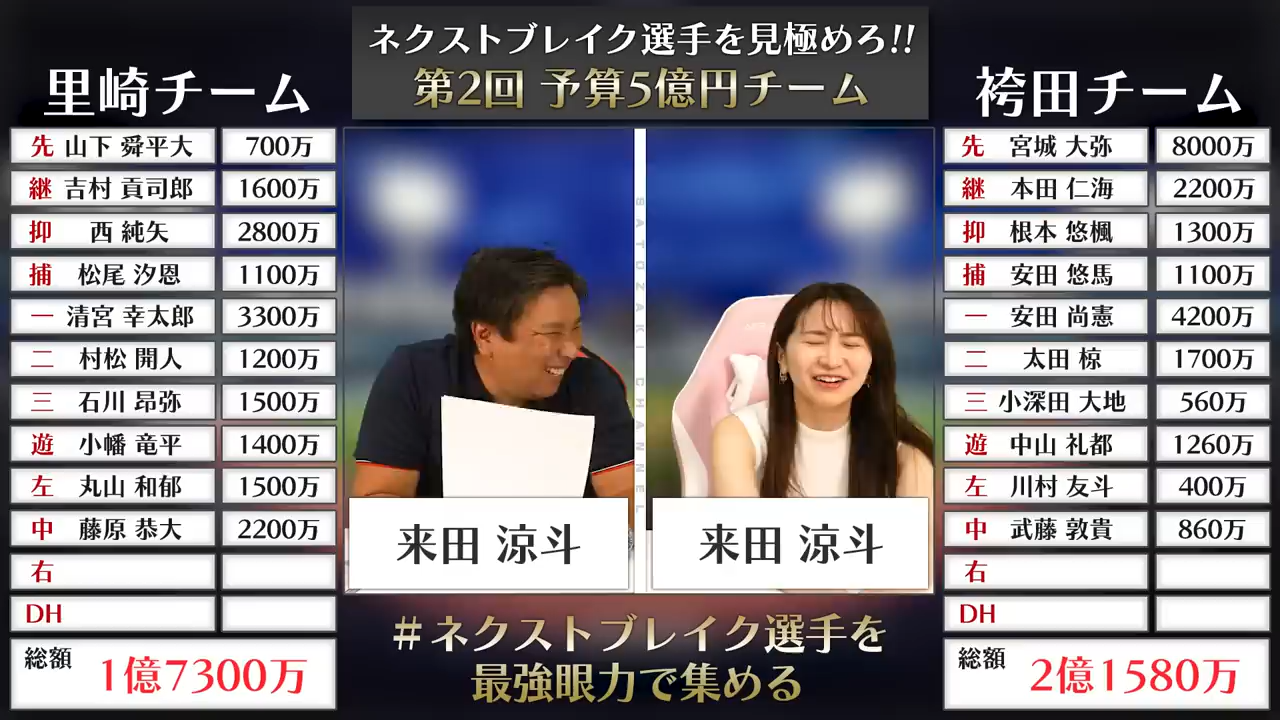 ネクストブレイク選手を見極めろ!!
第2回 予算5億円チーム
里崎チーム
先 山下 舜平大 700万
継 吉村 貢司郎 1600万
抑 西 純矢 2800万
捕 松尾 汐恩 1100万
一 清宮 幸太郎 3300万
二 村松 開人 1200万
三 石川 昂弥 1500万
遊 小幡 竜平 1400万
左 丸山 和郁 1500万
中 藤原 恭大 2200万
右
DH
総額 1億7300万
SATOZAKI CHANNEL
来田 涼斗
来田 涼斗
#ネクストブレイク選手を
最強眼力で集める
袴田チーム
先 宮城 大弥 8000万
継 本田 仁海 2200万
抑 根本 悠楓 1300万
捕 安田 悠馬 1100万
一 安田 尚憲 4200万
二 太田 椋 1700万
三 小深田 大地 560万
遊 中山 礼都 1260万
左 川村 友斗 400万
中 武藤 敦貴 860万
右
DH
総額 2億1580万